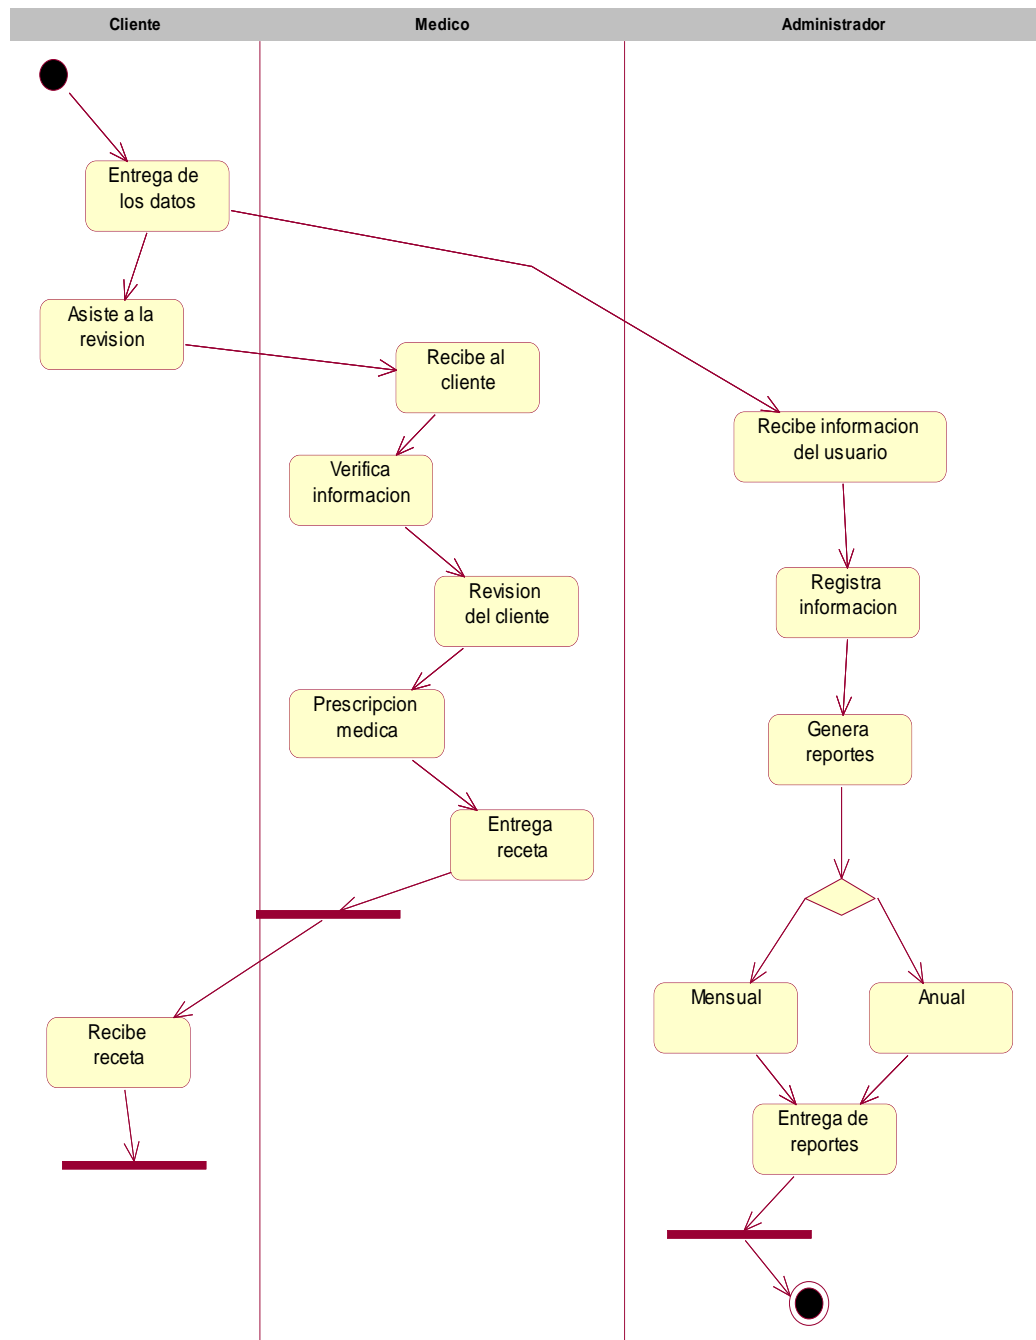 Cliente
Medico
Administrador
Entrega de
los datos
Asiste a la
revision
Recibe al
cliente
Recibe informacion
del usuario
Verifica
informacion
Revision
del cliente
Registra
informacion
Prescripcion
medica
Genera
reportes
Entrega
receta
Mensual
Anual
Recibe
receta
Entrega de
reportes